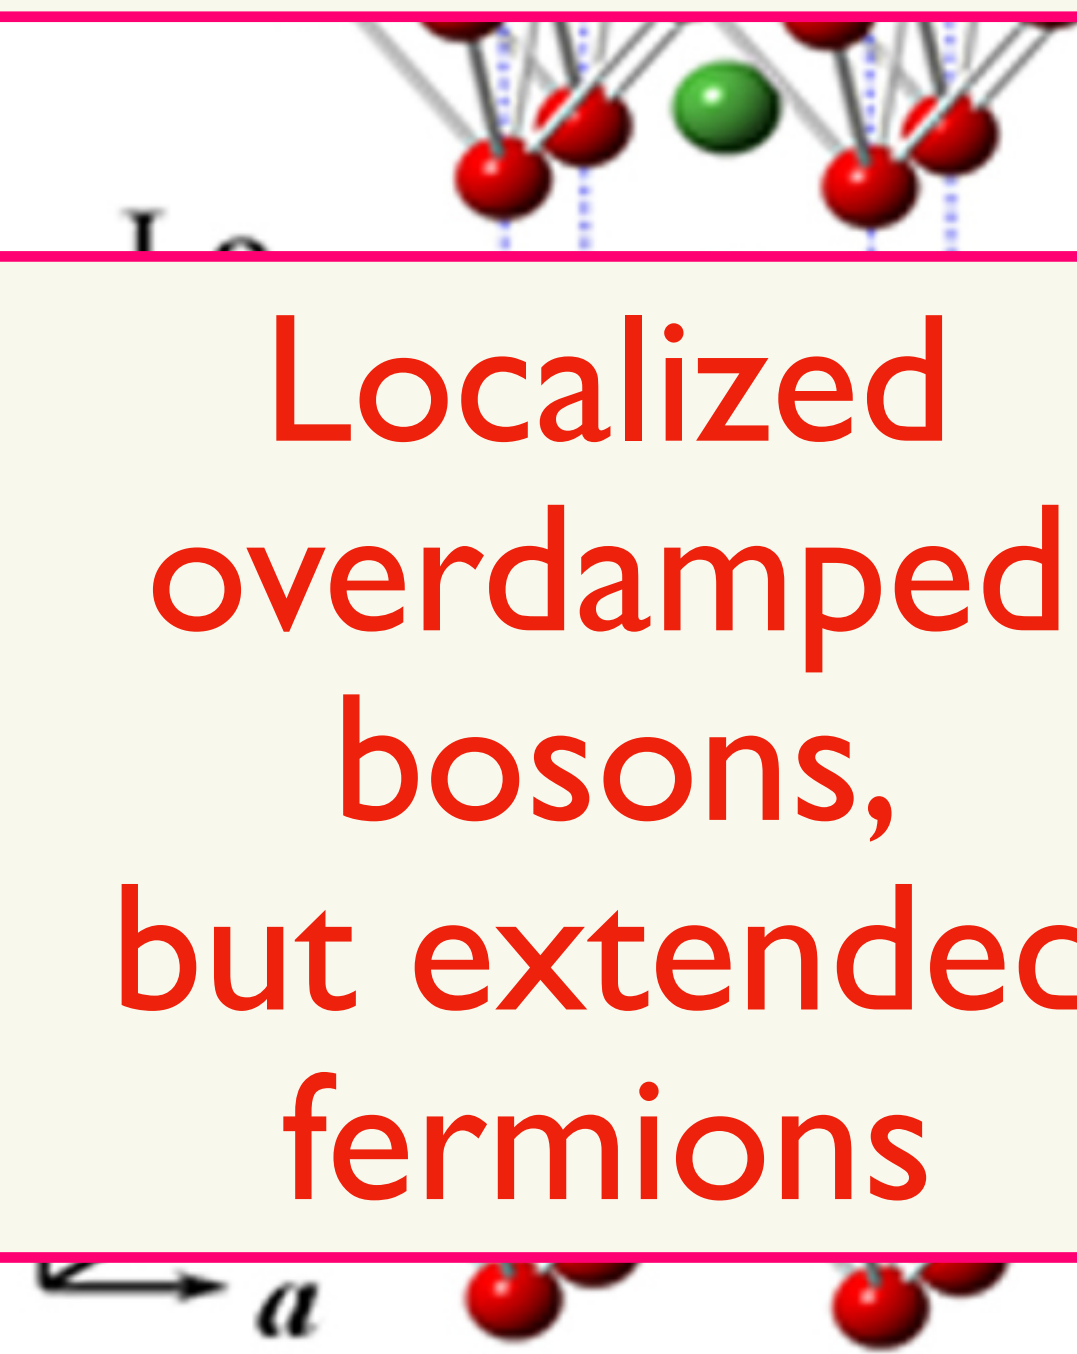 Localized
overdamped
bosons,
but extended
fermions
a